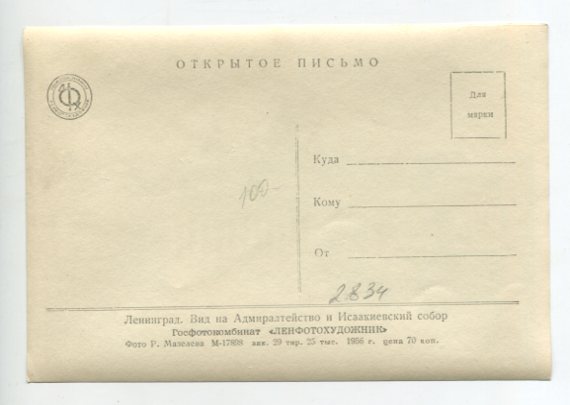 ОТКРЫТОЕ ПИСЬМО
Для
марки
Куда
Кому
От
100-
2834
Ленинград. Вид на Адмиралтейство и Исаакиевский собор
Госфотокомбинат «ЛЕНФОТОХУДОЖНИК»
Фото Р. Мазелева М-17898 зак. 29 тир. 25 тыс. 1956 г. цена 70 коп.